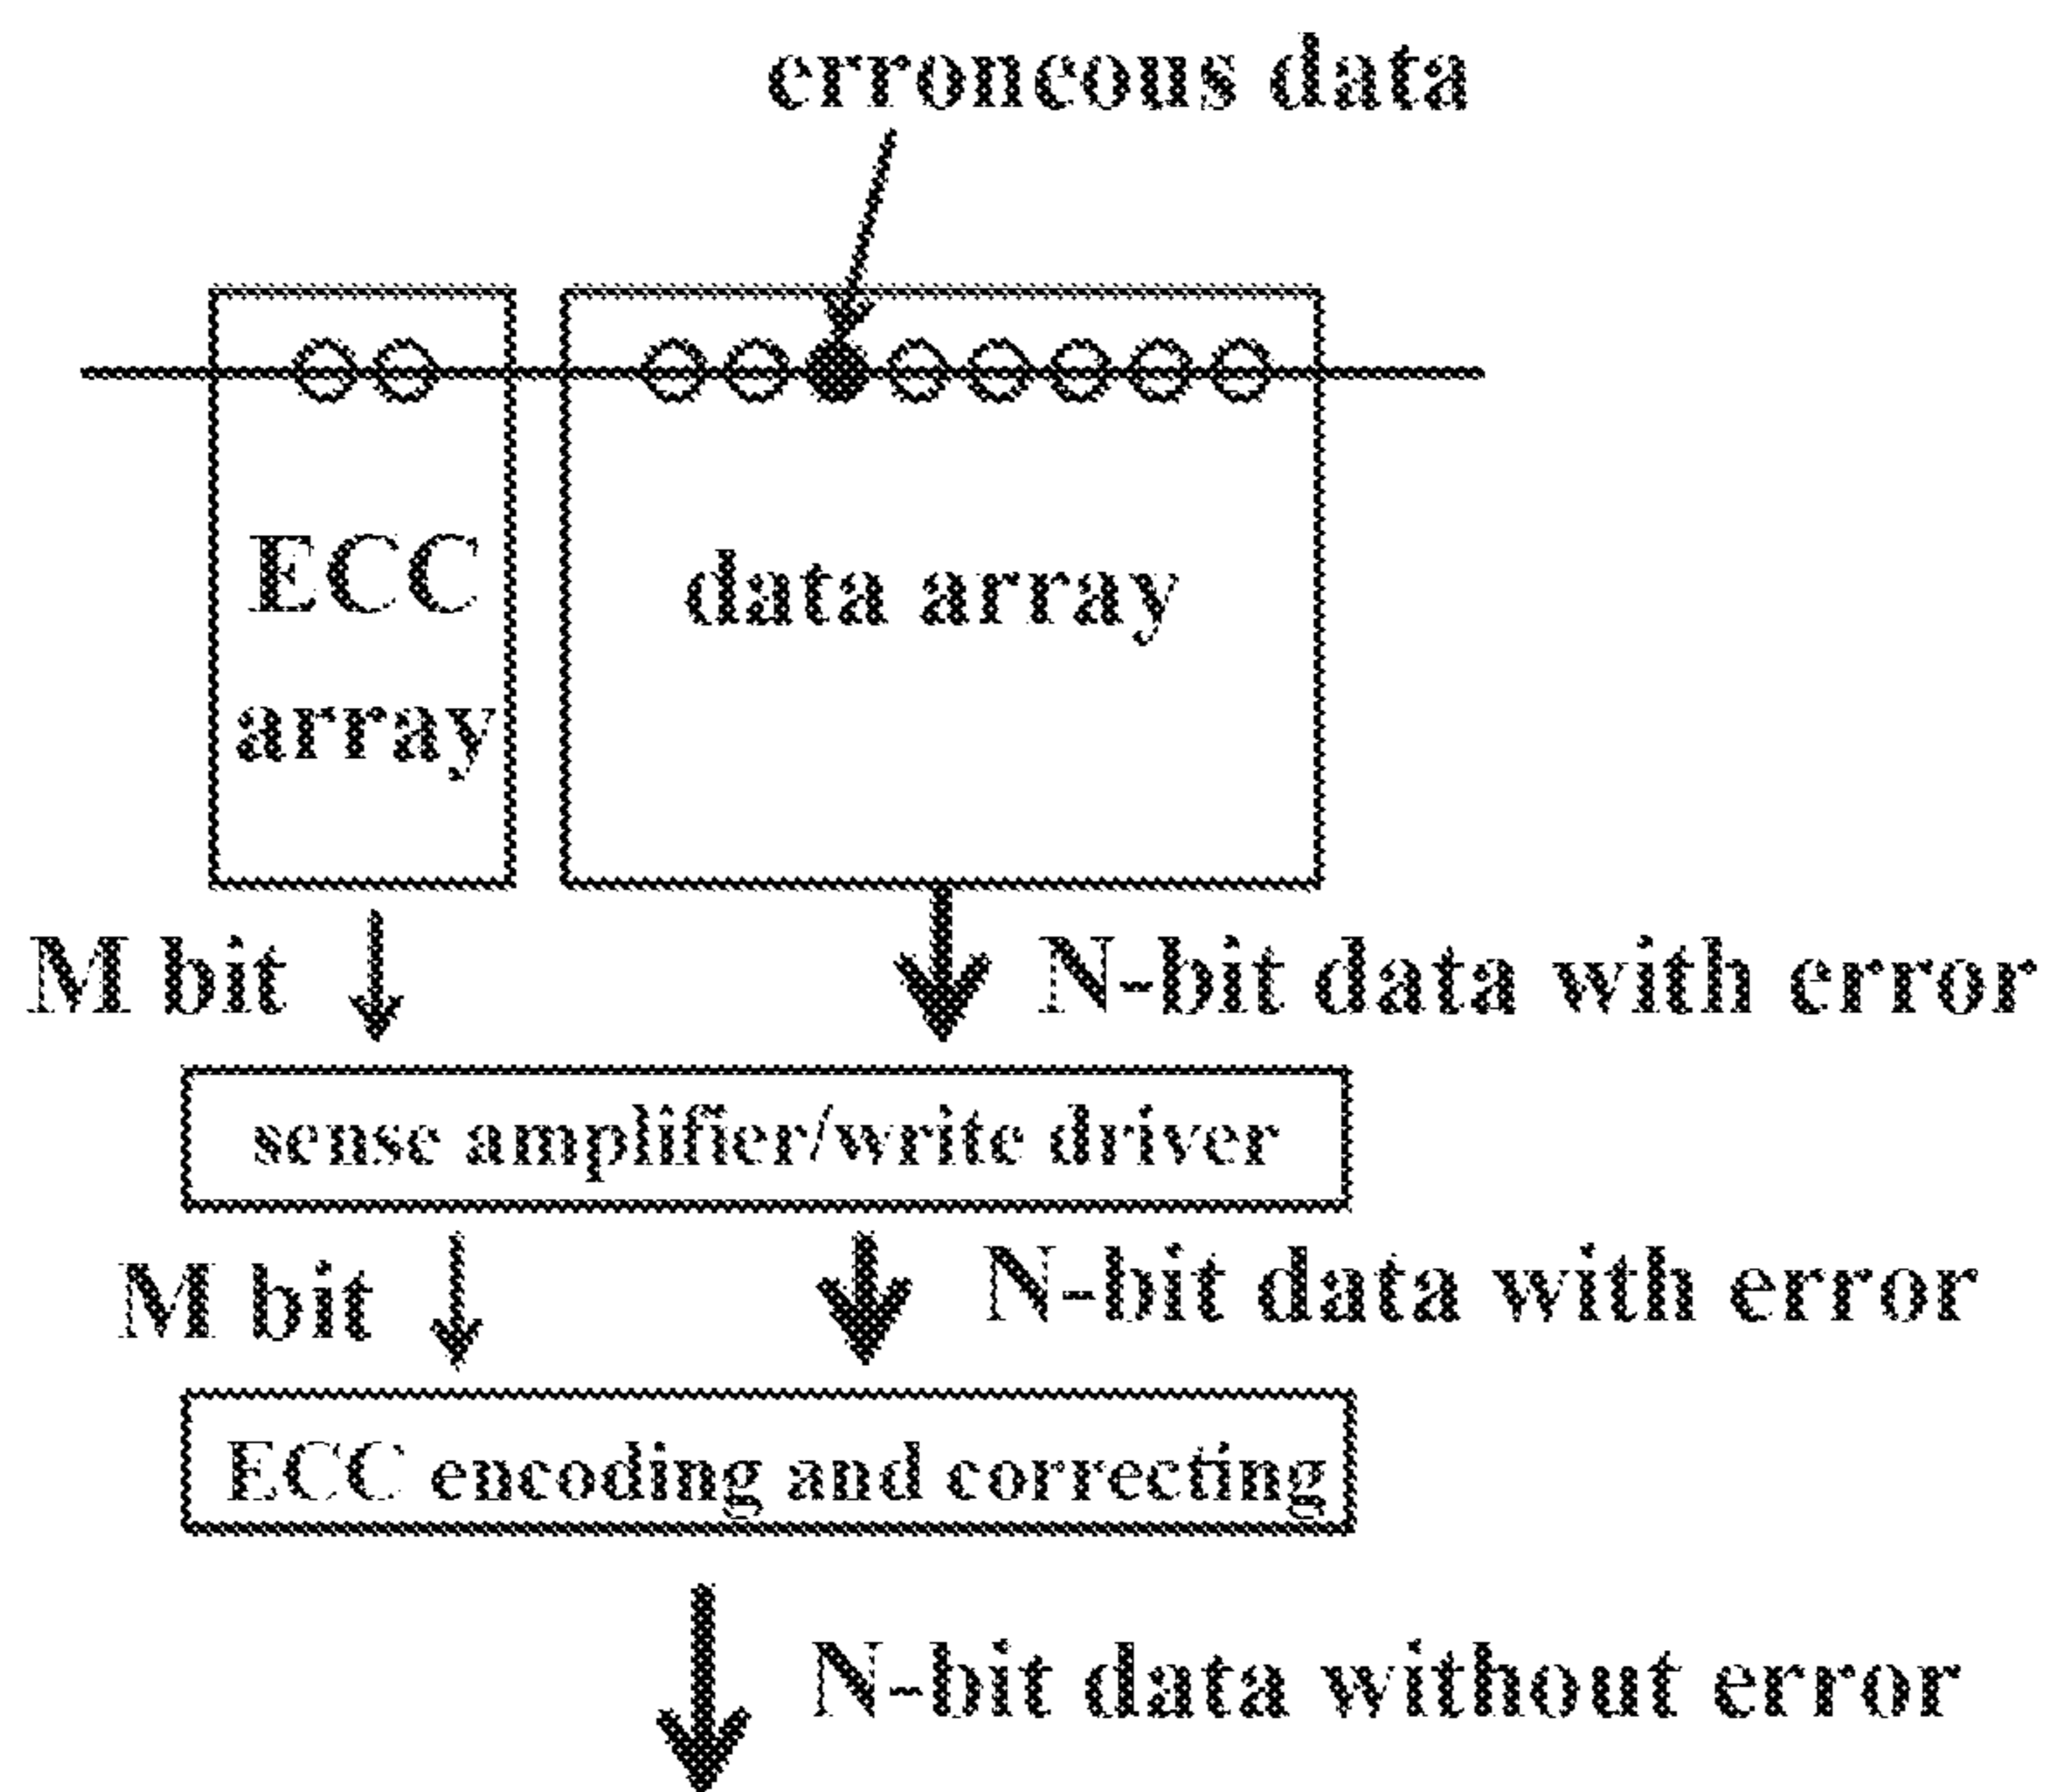 erroneous data
ECC
array
data array
M bit
N-bit data with error
sense amplifier/write driver
M bit
N-bit data with error
ECC encoding and correcting
N-bit data without error